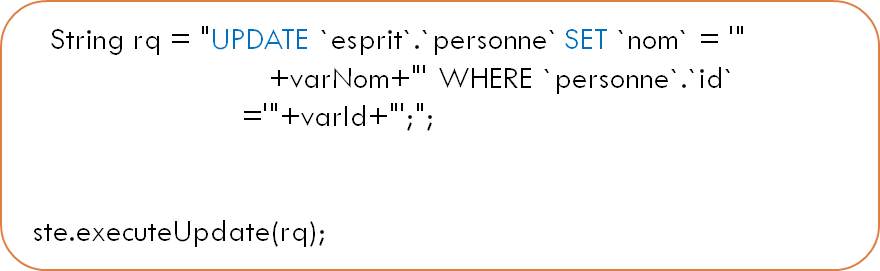 String rq = "UPDATE `esprit`.`personne` SET `nom` = '"
+varNom+"' WHERE `personne`.`id`
='"+varId+"';";
ste.executeUpdate(rq);